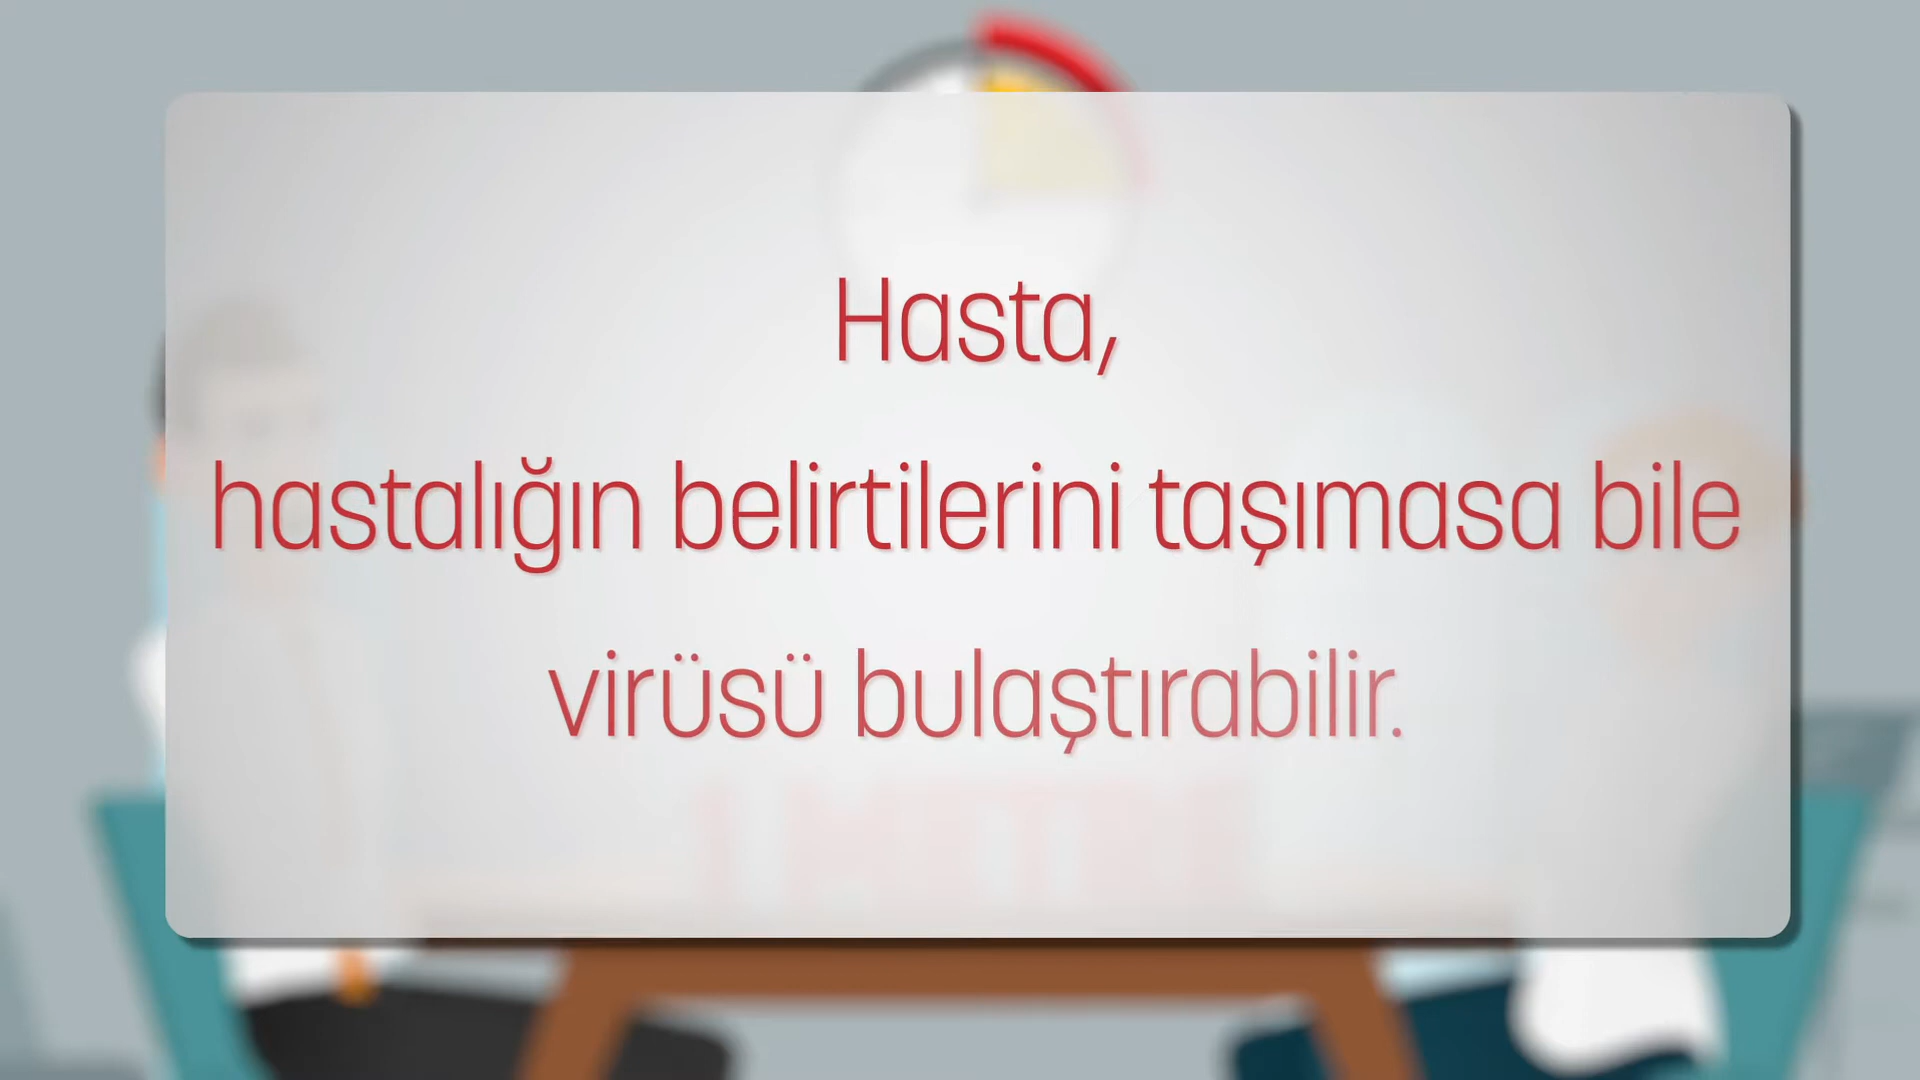 Hasta,
hastalığın belirtilerini taşımasa bile
virüsü bulaştırabilir.